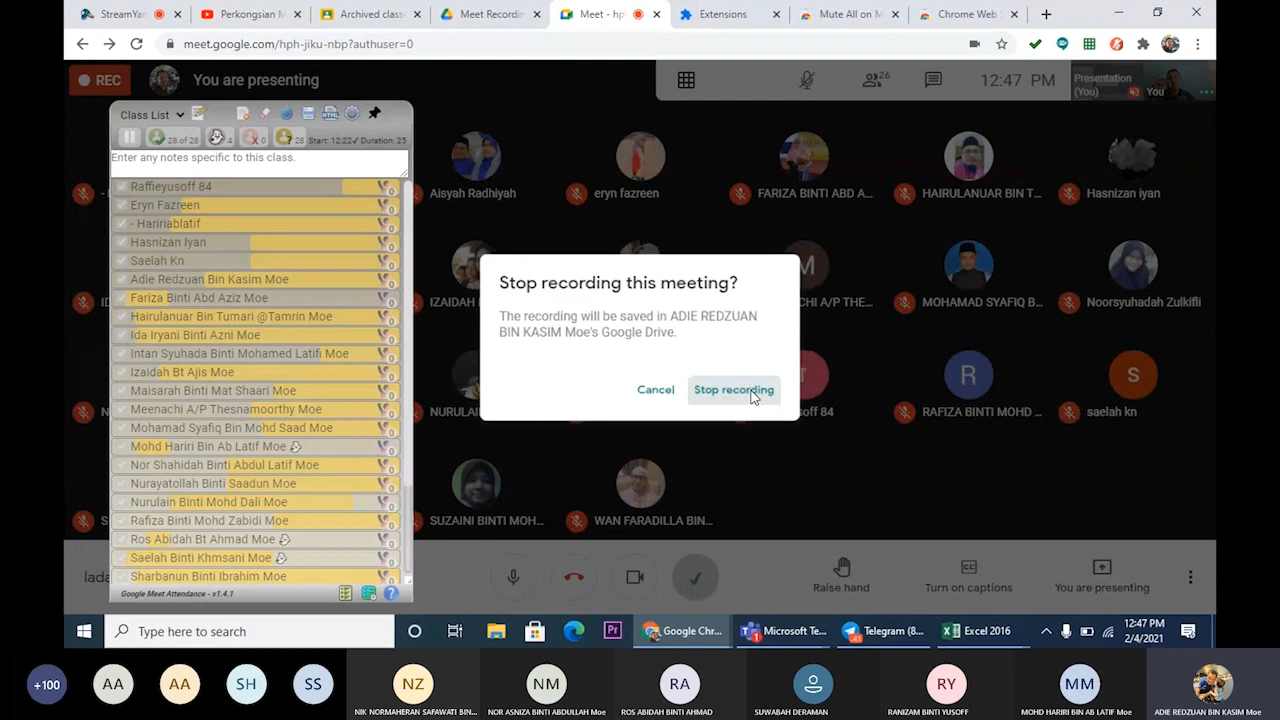 StreamYar
Perkongsian M
Archived classe
Meet Recordin
Meet - hph
Extensions
Mute All on M
Chrome Web S
meet.google.com/hph-jiku-nbp?authuser=0
REC
You are presenting
26
12:47 PM
Presentation
(You)
You
Class List
28 of 28
4
0
28
Start: 12:22
Duration: 25
Enter any notes specific to this class.
Raffieyusoff 84
Eryn Fazreen
- Haririablatif
Hasnizan Iyan
Saelah Kn
Adie Redzuan Bin Kasim Moe
Fariza Binti Abd Aziz Moe
Hairulanuar Bin Tumari @Tamrin Moe
Ida Iryani Binti Azni Moe
Intan Syuhada Binti Mohamed Latifi Moe
Izaidah Bt Ajis Moe
Maisarah Binti Mat Shaari Moe
Meenachi A/P Thesnamoorthy Moe
Mohamad Syafiq Bin Mohd Saad Moe
Mohd Hariri Bin Ab Latif Moe
Nor Shahidah Binti Abdul Latif Moe
Nurayatollah Binti Saadun Moe
Nurulain Binti Mohd Dali Moe
Rafiza Binti Mohd Zabidi Moe
Ros Abidah Bt Ahmad Moe
Saelah Binti Khmsani Moe
Sharbanun Binti Ibrahim Moe
Google Meet Attendance - v1.4.1
Aisyah Radhiyah
eryn fazreen
FARIZA BINTI ABD A...
HAIRULANUAR BIN T...
Hasnizan iyan
IZAIDAH
M
A/P THE...
MOHAMAD SYAFIQ B...
Noorsyuhadah Zulkifli
NURULAI
R
S
84
RAFIZA BINTI MOHD ...
saelah kn
SUZAINI BINTI MOH...
WAN FARADILLA BIN...
Stop recording this meeting?
The recording will be saved in ADIE REDZUAN
BIN KASIM Moe's Google Drive.
Cancel
Stop recording
lada
Raise hand
Turn on captions
You are presenting
Type here to search
Google Chr...
Microsoft Te...
Telegram (8...
Excel 2016
12:47 PM
2/4/2021
+100
AA
AA
SH
SS
NZ
NM
RA
RY
MM
NIK NORMAHERAN SAFAWATI BIN...
NOR ASNIZA BINTI ABDULLAH Moe
ROS ABIDAH BINTI AHMAD
SUWABAH DERAMAN
RANIZAM BINTI YUSOFF
MOHD HARIRI BIN AB LATIF Moe
ADIE REDZUAN BIN KASIM Moe